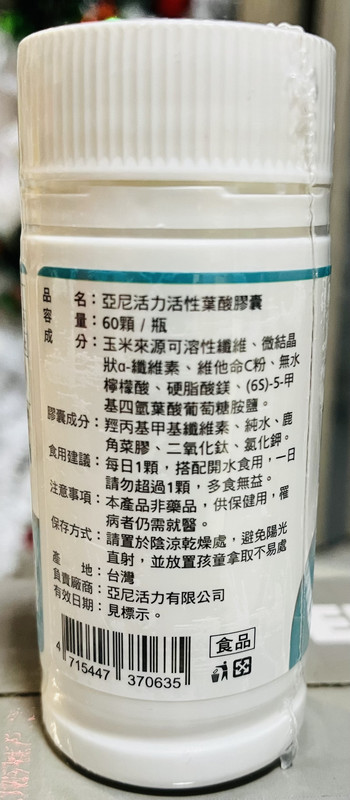 品名：亞尼活力活性葉酸膠囊
容量：60顆 / 瓶
成分：玉米來源可溶性纖維、微結晶
狀α-纖維素、維他命C粉、無水
檸檬酸、硬脂酸鎂、(6S)-5-甲
基四氫葉酸葡萄糖胺鹽。
膠囊成分：羥丙基甲基纖維素、純水、鹿
角菜膠、二氧化鈦、氯化鉀。
食用建議：每日1顆，搭配開水食用，一日
請勿超過1顆，多食無益。
注意事項：本產品非藥品，供保健用，罹
病者仍需就醫。
保存方式：請置於陰涼乾燥處，避免陽光
直射，並放置孩童拿取不易處
產地：台灣
負責廠商：亞尼活力有限公司
有效日期：見標示。
食品
4 715447 370635